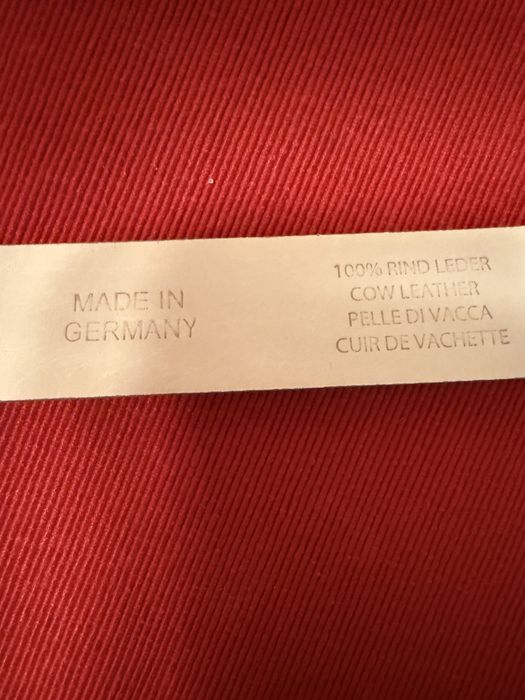 MADE IN
GERMANY
100% RIND LEDER
COW LEATHER
PELLE DI VACCA
CUIR DE VACHETTE